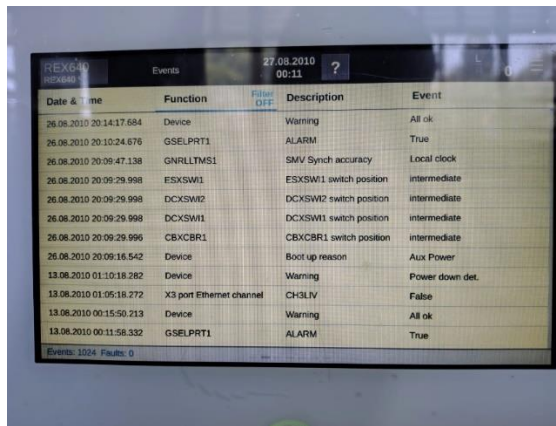 REX640
REX640
Events
27.08.2010
00:11
?
Date & Time Function Filter OFF Description Event
26.08.2010 20:14:17.684 Device Warning All ok
26.08.2010 20:10:24.676 GSELPRT1 ALARM True
26.08.2010 20:09:47.138 GNRLLTMS1 SMV Synch accuracy Local clock
26.08.2010 20:09:29.998 ESXSWI1 ESXSWI1 switch position intermediate
26.08.2010 20:09:29.998 DCXSWI2 DCXSWI2 switch position intermediate
26.08.2010 20:09:29.998 DCXSWI1 DCXSWI1 switch position intermediate
26.08.2010 20:09:29.996 CBXCBR1 CBXCBR1 switch position intermediate
26.08.2010 20:09:16.542 Device Boot up reason Aux Power
13.08.2010 01:10:18.282 Device Warning Power down det.
13.08.2010 01:05:18.272 X3 port Ethernet channel CH3LIV False
13.08.2010 00:15:50.213 Device Warning All ok
13.08.2010 00:11:58.332 GSELPRT1 ALARM True
Events: 1024 Faults: 0